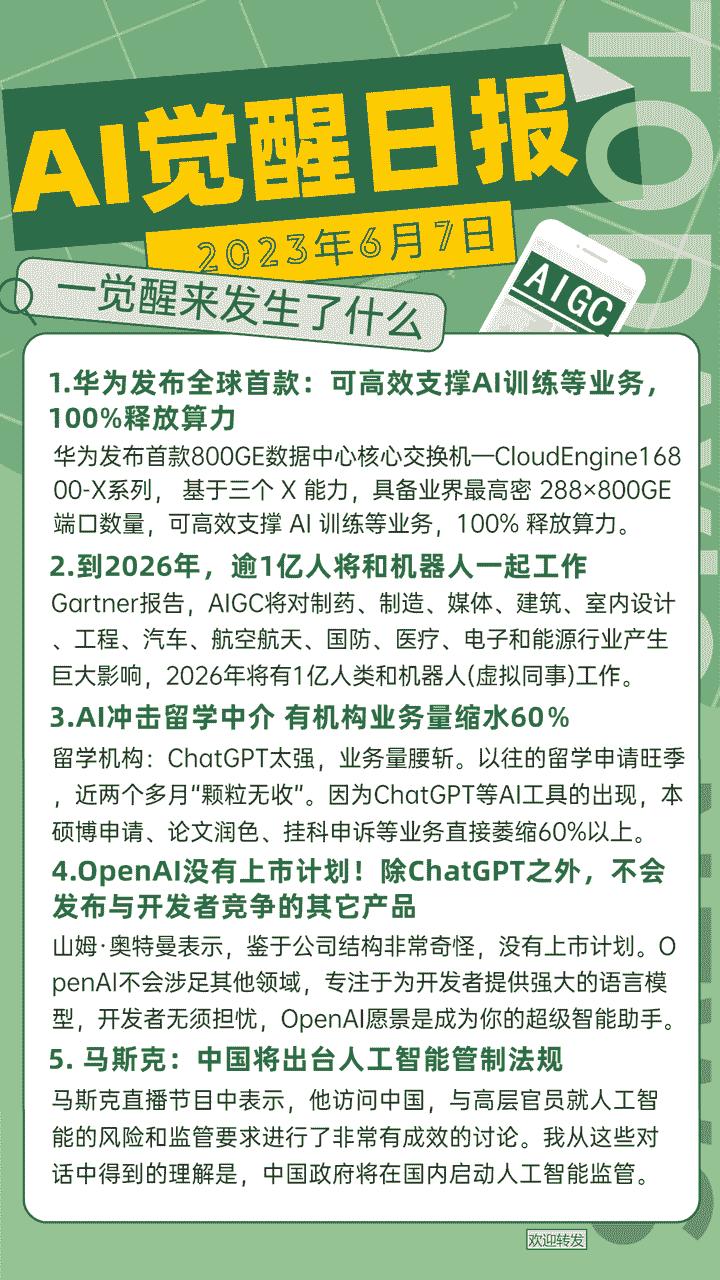 AI觉醒日报
2023年6月7日
一觉醒来发生了什么
AIGC
1.华为发布全球首款：可高效支撑AI训练等业务，
100%释放算力
华为发布首款800GE数据中心核心交换机—CloudEngine168
00-X系列， 基于三个 X 能力，具备业界最高密 288×800GE
端口数量，可高效支撑 AI 训练等业务，100% 释放算力。
2.到2026年，逾1亿人将和机器人一起工作
Gartner报告，AIGC将对制药、制造、媒体、建筑、室内设计
、工程、汽车、航空航天、国防、医疗、电子和能源行业产生
巨大影响，2026年将有1亿人类和机器人(虚拟同事)工作。
3.AI冲击留学中介 有机构业务量缩水60%
留学机构：ChatGPT太强，业务量腰斩。以往的留学申请旺季
，近两个多月“颗粒无收”。因为ChatGPT等AI工具的出现，本
硕博申请、论文润色、挂科申诉等业务直接萎缩60%以上。
4.OpenAI没有上市计划！除ChatGPT之外，不会
发布与开发者竞争的其它产品
山姆·奥特曼表示，鉴于公司结构非常奇怪，没有上市计划。O
penAI不会涉足其他领域，专注于为开发者提供强大的语言模
型，开发者无须担忧，OpenAI愿景是成为你的超级智能助手。
5. 马斯克：中国将出台人工智能管制法规
马斯克直播节目中表示，他访问中国，与高层官员就人工智
能的风险和监管要求进行了非常有成效的讨论。我从这些对
话中得到的理解是，中国政府将在国内启动人工智能监管。
欢迎转发